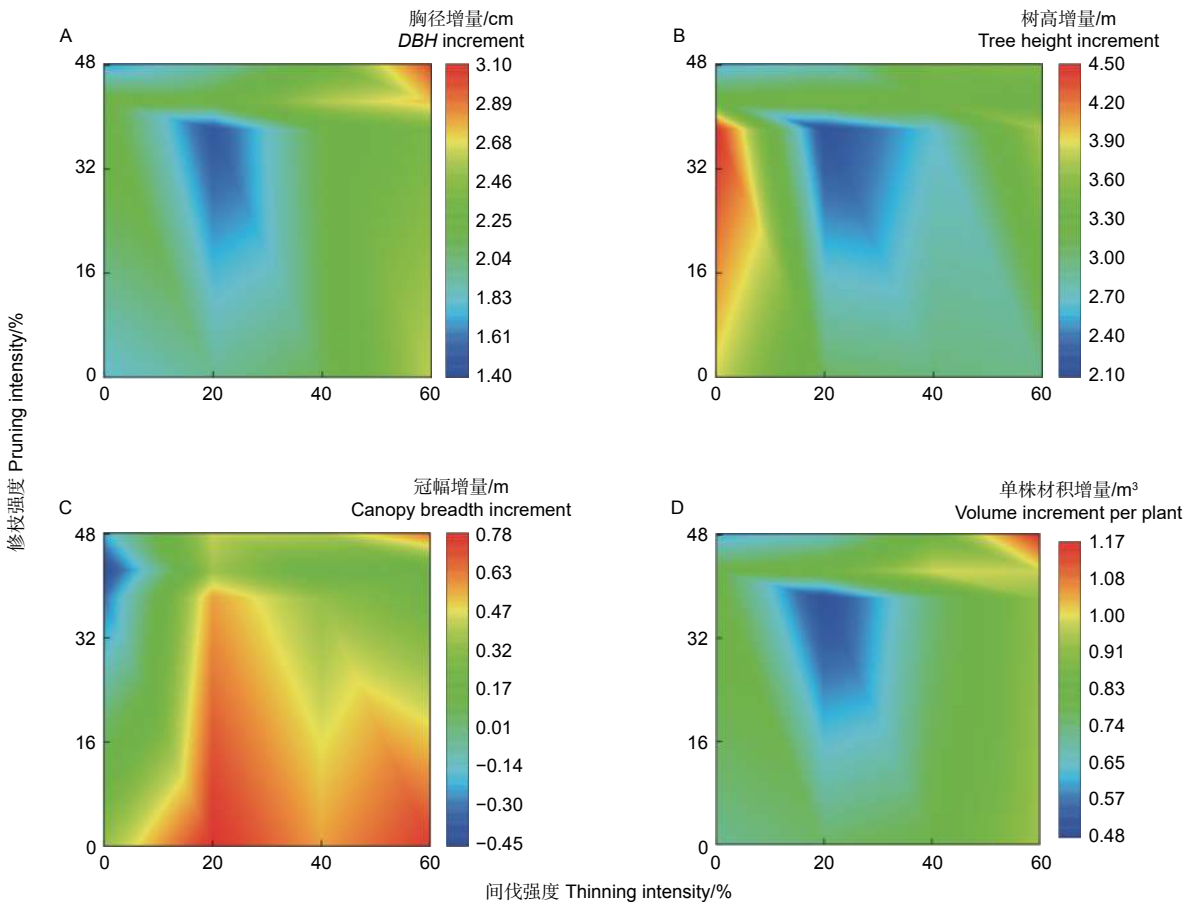 A
胸径增量/cm
DBH increment
48
32
16
0
0 20 40 60
3.10
2.89
2.68
2.46
2.25
2.04
1.83
1.61
1.40
B
树高增量/m
Tree height increment
48
32
16
0
0 20 40 60
4.50
4.20
3.90
3.60
3.30
3.00
2.70
2.40
2.10
修枝强度 Pruning intensity/%
C
冠幅增量/m
Canopy breadth increment
48
32
16
0
0 20 40 60
0.78
0.63
0.47
0.32
0.17
0.01
−0.14
−0.30
−0.45
D
单株材积增量/m³
Volume increment per plant
48
32
16
0
0 20 40 60
1.17
1.08
1.00
0.91
0.83
0.74
0.65
0.57
0.48
间伐强度 Thinning intensity/%